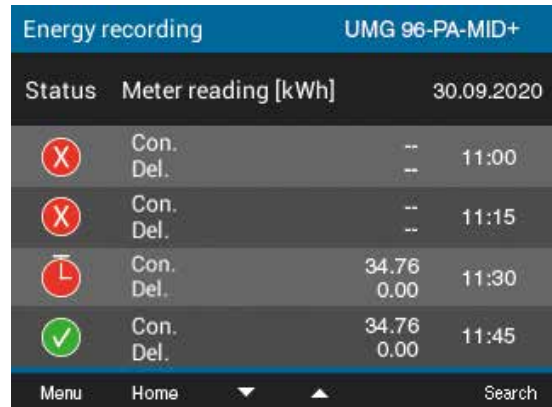 Energy recording UMG 96-PA-MID+
Status Meter reading [kWh] 30.09.2020
X Con. -- 11:00
Del. --
X Con. -- 11:15
Del. --
Con. 34.76 11:30
Del. 0.00
Con. 34.76 11:45
Del. 0.00
Menu Home Search